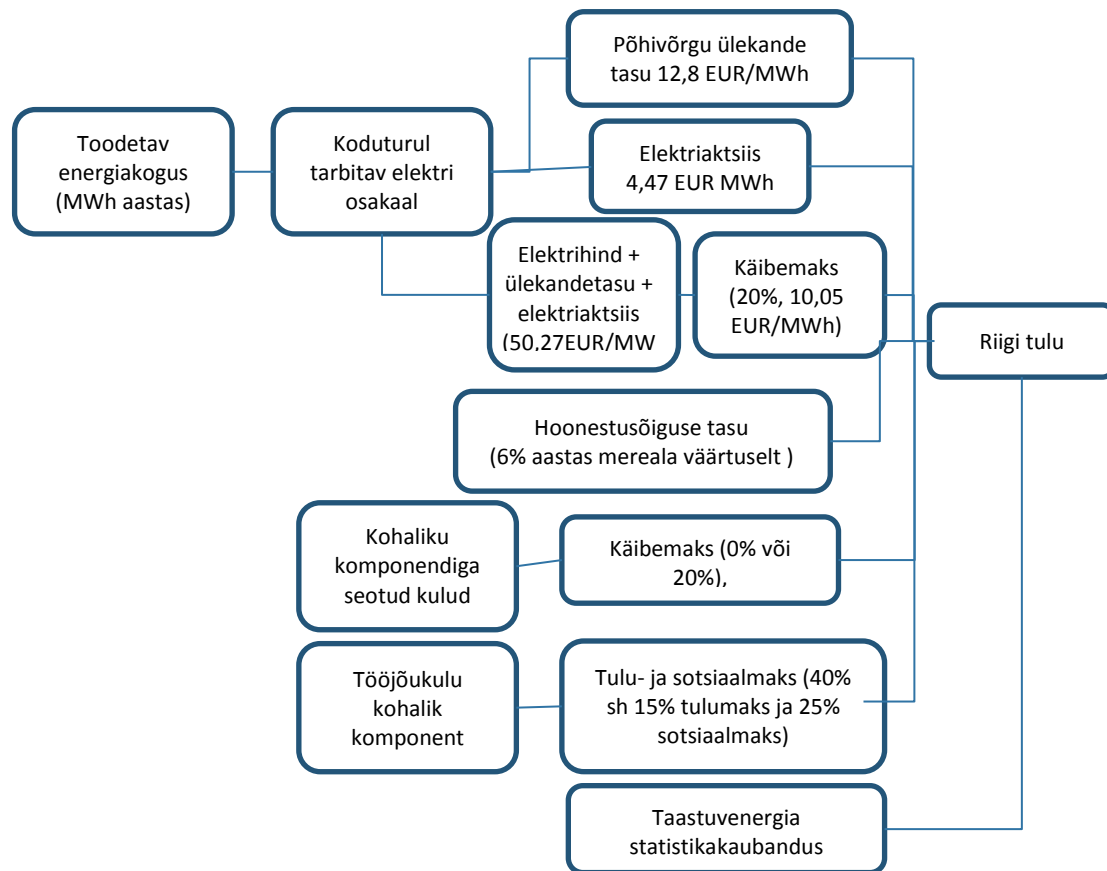 Põhivõrgu ülekande
tasu 12,8 EUR/MWh
Toodetav
energiakogus
(MWh aastas)
Koduturul
tarbitav elektri
osakaal
Elektriaktsiis
4,47 EUR MWh
Elektrihind +
ülekandetasu +
elektriaktsiis
(50,27EUR/MW
Käibemaks
(20%, 10,05
EUR/MWh)
Riigi tulu
Hoonestusõiguse tasu
(6% aastas mereala väärtuselt )
Kohaliku
komponendiga
seotud kulud
Käibemaks (0% või
20%),
Tööjõukulu
kohalik
komponent
Tulu- ja sotsiaalmaks (40%
sh 15% tulumaks ja 25%
sotsiaalmaks)
Taastuvenergia
statistikakaubandus